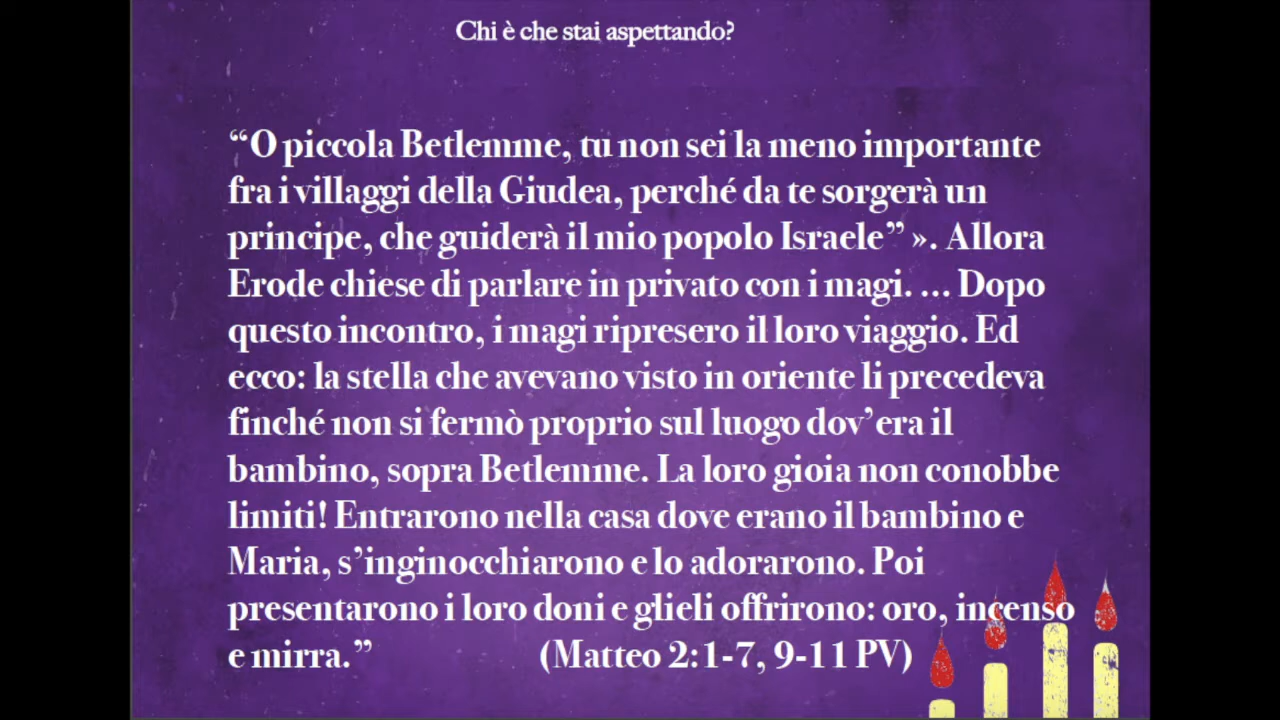 Chi è che stai aspettando?
“O piccola Betlemme, tu non sei la meno importante
fra i villaggi della Giudea, perché da te sorgerà un
principe, che guiderà il mio popolo Israele” ». Allora
Erode chiese di parlare in privato con i magi. ... Dopo
questo incontro, i magi ripresero il loro viaggio. Ed
ecco: la stella che avevano visto in oriente li precedeva
finché non si fermò proprio sul luogo dov’era il
bambino, sopra Betlemme. La loro gioia non conobbe
limiti! Entrarono nella casa dove erano il bambino e
Maria, s’inginocchiarono e lo adorarono. Poi
presentarono i loro doni e glieli offrirono: oro, incenso
e mirra.” (Matteo 2:1-7, 9-11 PV)